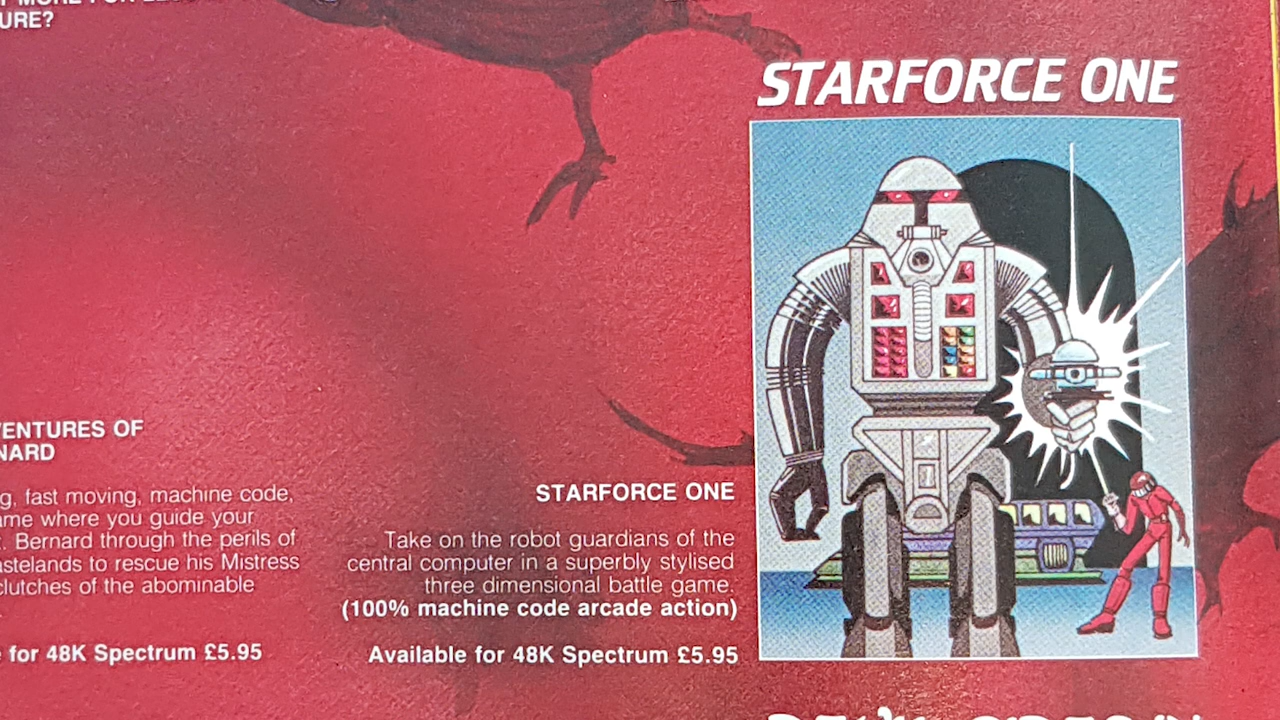 URE?
STARFORCE ONE
VENTURES OF
NARD
g, fast moving, machine code,
me where you guide your
Bernard through the perils of
astelands to rescue his Mistress
clutches of the abominable
for 48K Spectrum £5.95
STARFORCE ONE
Take on the robot guardians of the
central computer in a superbly stylised
three dimensional battle game.
(100% machine code arcade action)
Available for 48K Spectrum £5.95